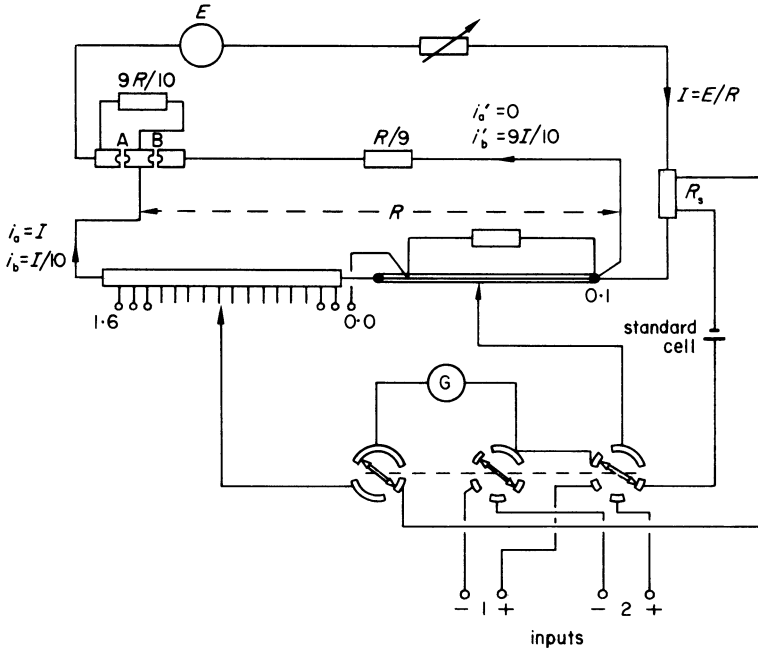 E
9R/10
I=E/R
A B
i_a'=0
i_b'=9I/10
R/9
R_s
R
i_a=I
i_b=I/10
1·6
0·0
0·1
standard
cell
G
− 1 + − 2 +
inputs